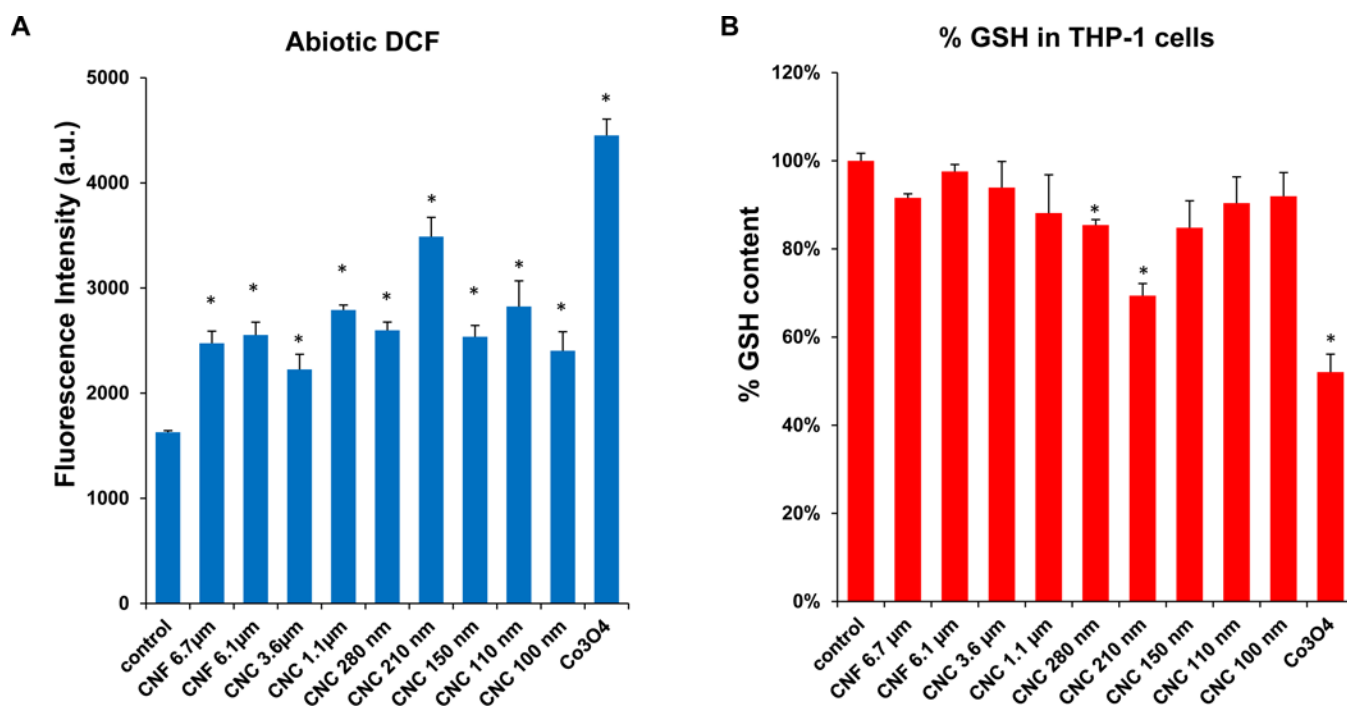 A
Abiotic DCF
Fluorescence Intensity (a.u.)
5000
4000
3000
2000
1000
0
*
*
*
*
*
*
*
*
*
*
control
CNF 6.7µm
CNF 6.1µm
CNC 3.6µm
CNC 1.1µm
CNC 280 nm
CNC 210 nm
CNC 150 nm
CNC 110 nm
CNC 100 nm
Co3O4
B
% GSH in THP-1 cells
% GSH content
120%
100%
80%
60%
40%
20%
0%
*
*
*
control
CNF 6.7 µm
CNF 6.1 µm
CNC 3.6 µm
CNC 1.1 µm
CNC 280 nm
CNC 210 nm
CNC 150 nm
CNC 110 nm
CNC 100 nm
Co3O4